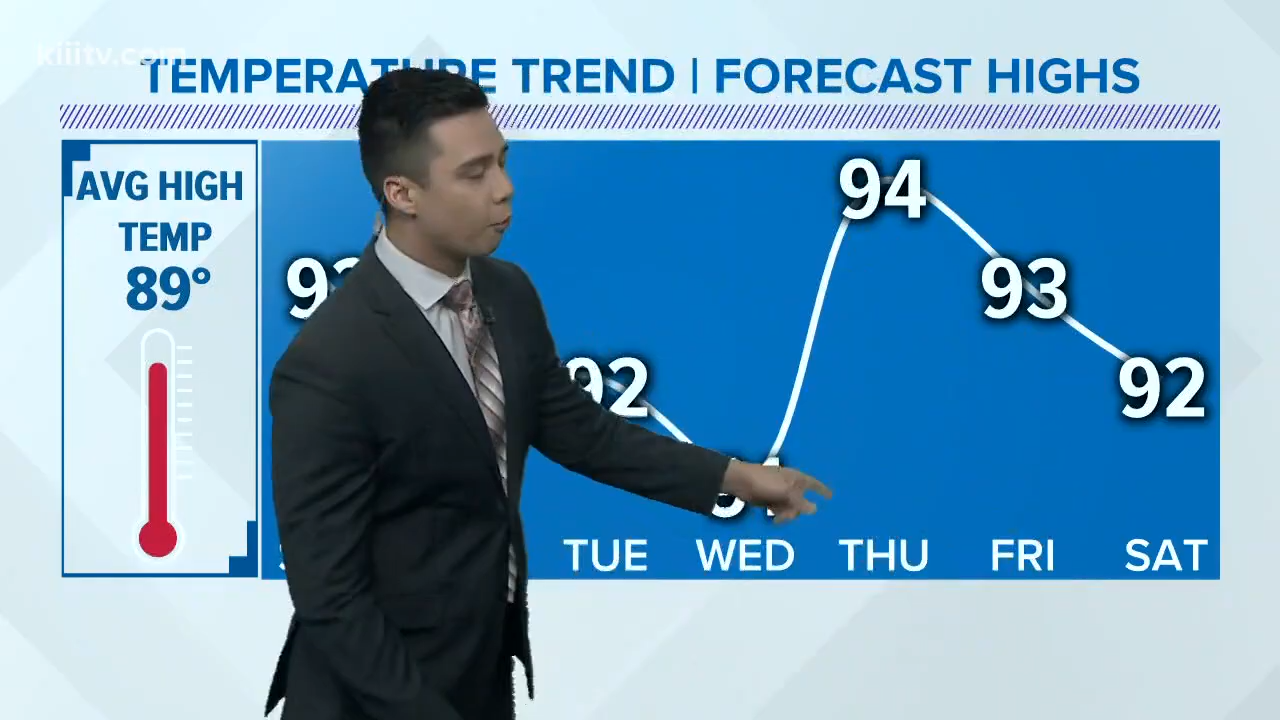 kiiitv.com
TEMPERATURE TREND | FORECAST HIGHS
AVG HIGH
TEMP
89°
94
93
93
92
92
TUE WED THU FRI SAT